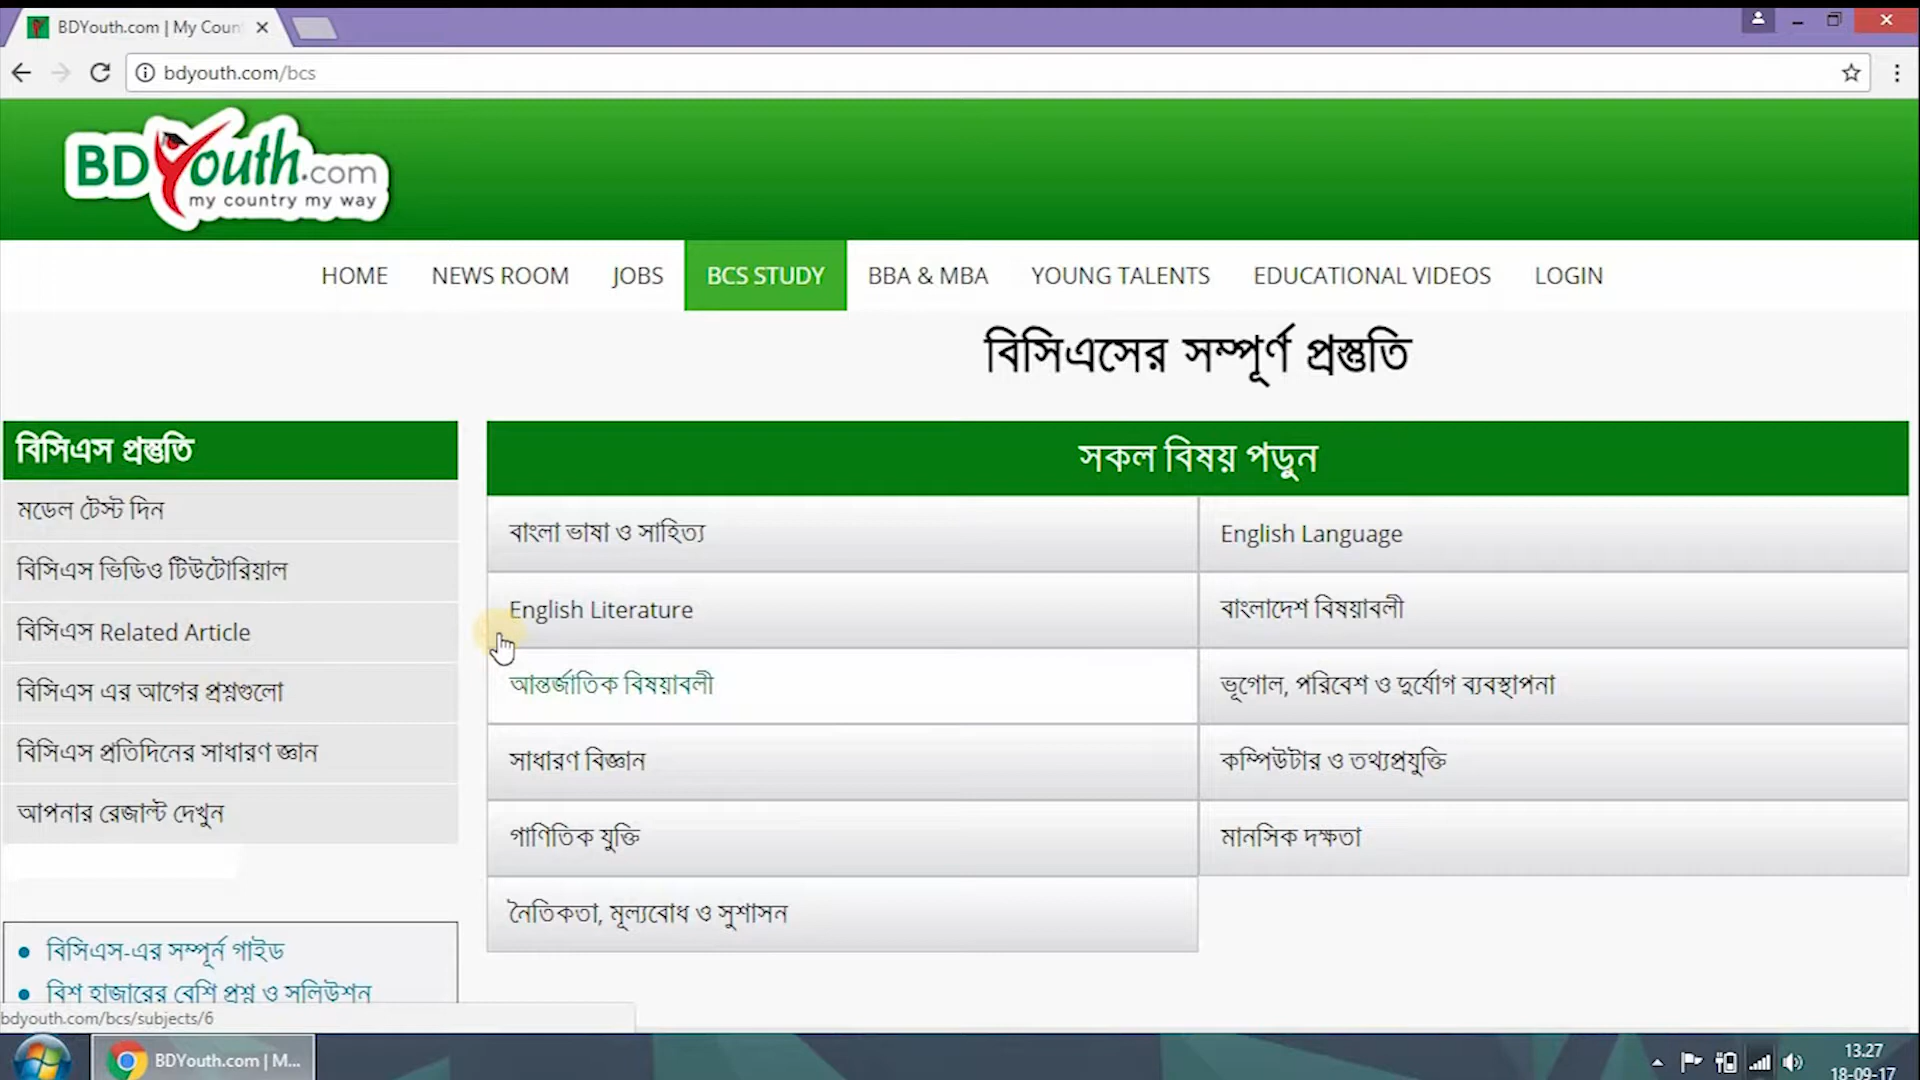 BDYouth.com | My Coun
bdyouth.com/bcs
BDYouth.com
my country my way
HOME NEWS ROOM JOBS BCS STUDY BBA & MBA YOUNG TALENTS EDUCATIONAL VIDEOS LOGIN
বিসিএসের সম্পূর্ণ প্রস্তুতি
বিসিএস প্রস্তুতি
মডেল টেস্ট দিন
বিসিএস ভিডিও টিউটোরিয়াল
বিসিএস Related Article
বিসিএস এর আগের প্রশ্নগুলো
বিসিএস প্রতিদিনের সাধারণ জ্ঞান
আপনার রেজাল্ট দেখুন
সকল বিষয় পড়ুন
বাংলা ভাষা ও সাহিত্য English Language
English Literature বাংলাদেশ বিষয়াবলী
আন্তর্জাতিক বিষয়াবলী ভূগোল, পরিবেশ ও দুর্যোগ ব্যবস্থাপনা
সাধারণ বিজ্ঞান কম্পিউটার ও তথ্যপ্রযুক্তি
গাণিতিক যুক্তি মানসিক দক্ষতা
নৈতিকতা, মূল্যবোধ ও সুশাসন
বিসিএস-এর সম্পূর্ন গাইড
বিশ হাজারের বেশি প্রশ্ন ও সলিউশন
bdyouth.com/bcs/subjects/6
BDYouth.com | M...
13.27
18-09-17